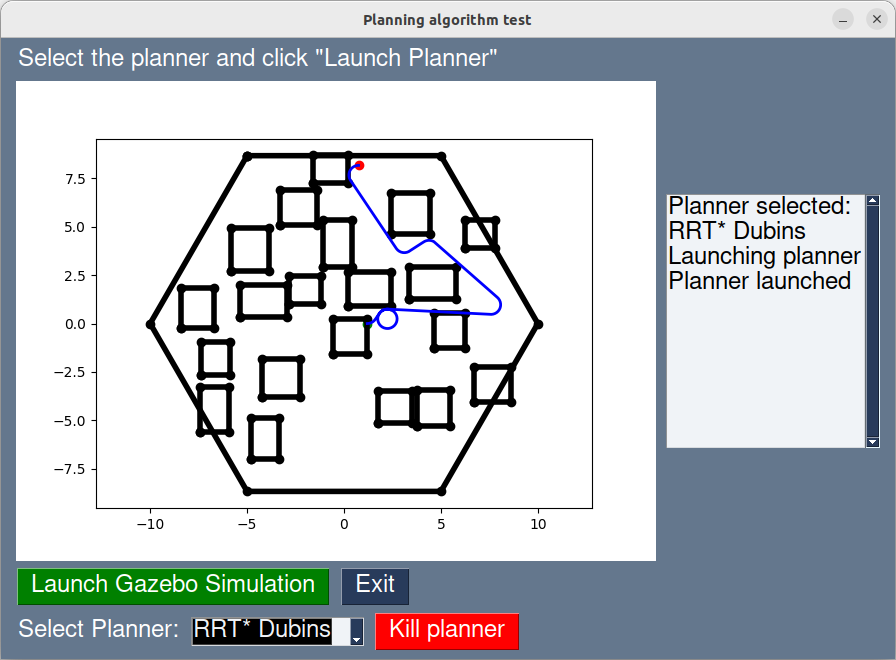 Planning algorithm test
Select the planner and click "Launch Planner"
7.5
5.0
2.5
0.0
−2.5
−5.0
−7.5
−10 −5 0 5 10
Planner selected:
RRT* Dubins
Launching planner
Planner launched
Launch Gazebo Simulation Exit
Select Planner: RRT* Dubins Kill planner